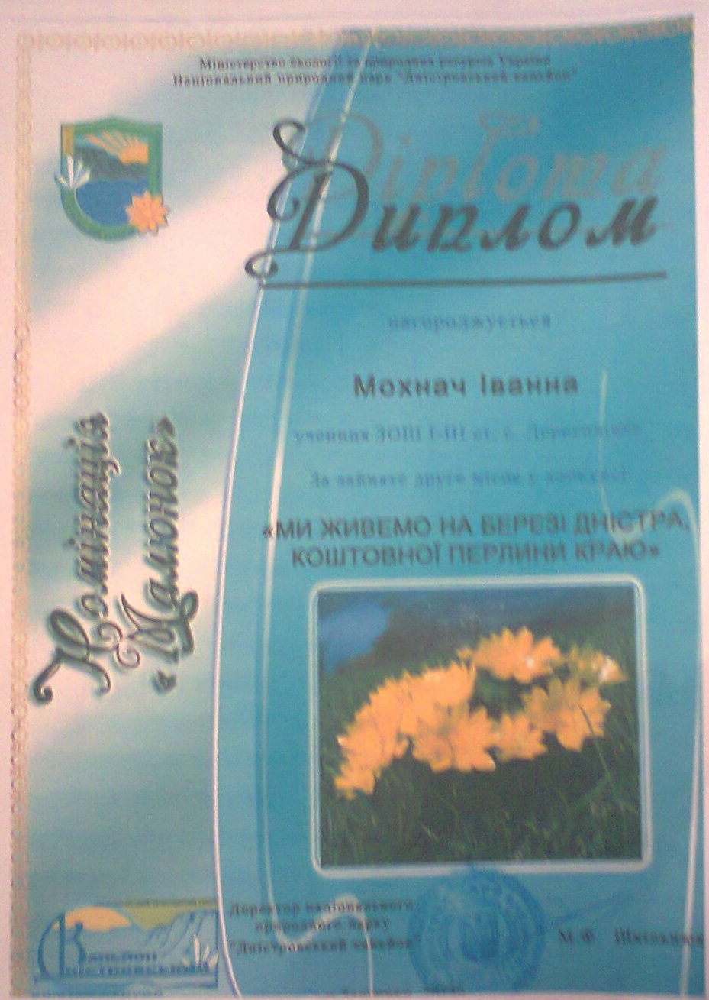 Міністерство екології та природних ресурсів України
Національний природний парк "Дністровський каньйон"
Diploma
Диплом
нагороджується
Мохнач Іванна
учениця ЗОШ І-ІІІ ст. с.
За зайняте друге місце у конкурсі
«МИ ЖИВЕМО НА БЕРЕЗІ ДНІСТРА,
КОШТОВНОЇ ПЕРЛИНИ КРАЮ»
Номінація
«Малюнок»
Директор національного
природного парку
"Дністровський каньйон"
М.Ф.
Каньйон
Дністровський